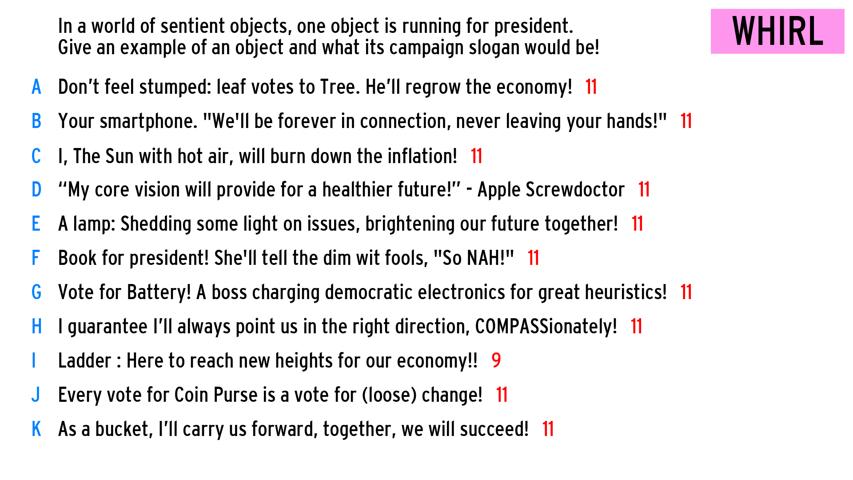 In a world of sentient objects, one object is running for president.
Give an example of an object and what its campaign slogan would be!
WHIRL
A Don't feel stumped: leaf votes to Tree. He'll regrow the economy! 11
B Your smartphone. "We'll be forever in connection, never leaving your hands!" 11
C I, The Sun with hot air, will burn down the inflation! 11
D “My core vision will provide for a healthier future!” - Apple Screwdoctor 11
E A lamp: Shedding some light on issues, brightening our future together! 11
F Book for president! She'll tell the dim wit fools, "So NAH!" 11
G Vote for Battery! A boss charging democratic electronics for great heuristics! 11
H I guarantee I'll always point us in the right direction, COMPASSionately! 11
I Ladder : Here to reach new heights for our economy!! 9
J Every vote for Coin Purse is a vote for (loose) change! 11
K As a bucket, I'll carry us forward, together, we will succeed! 11